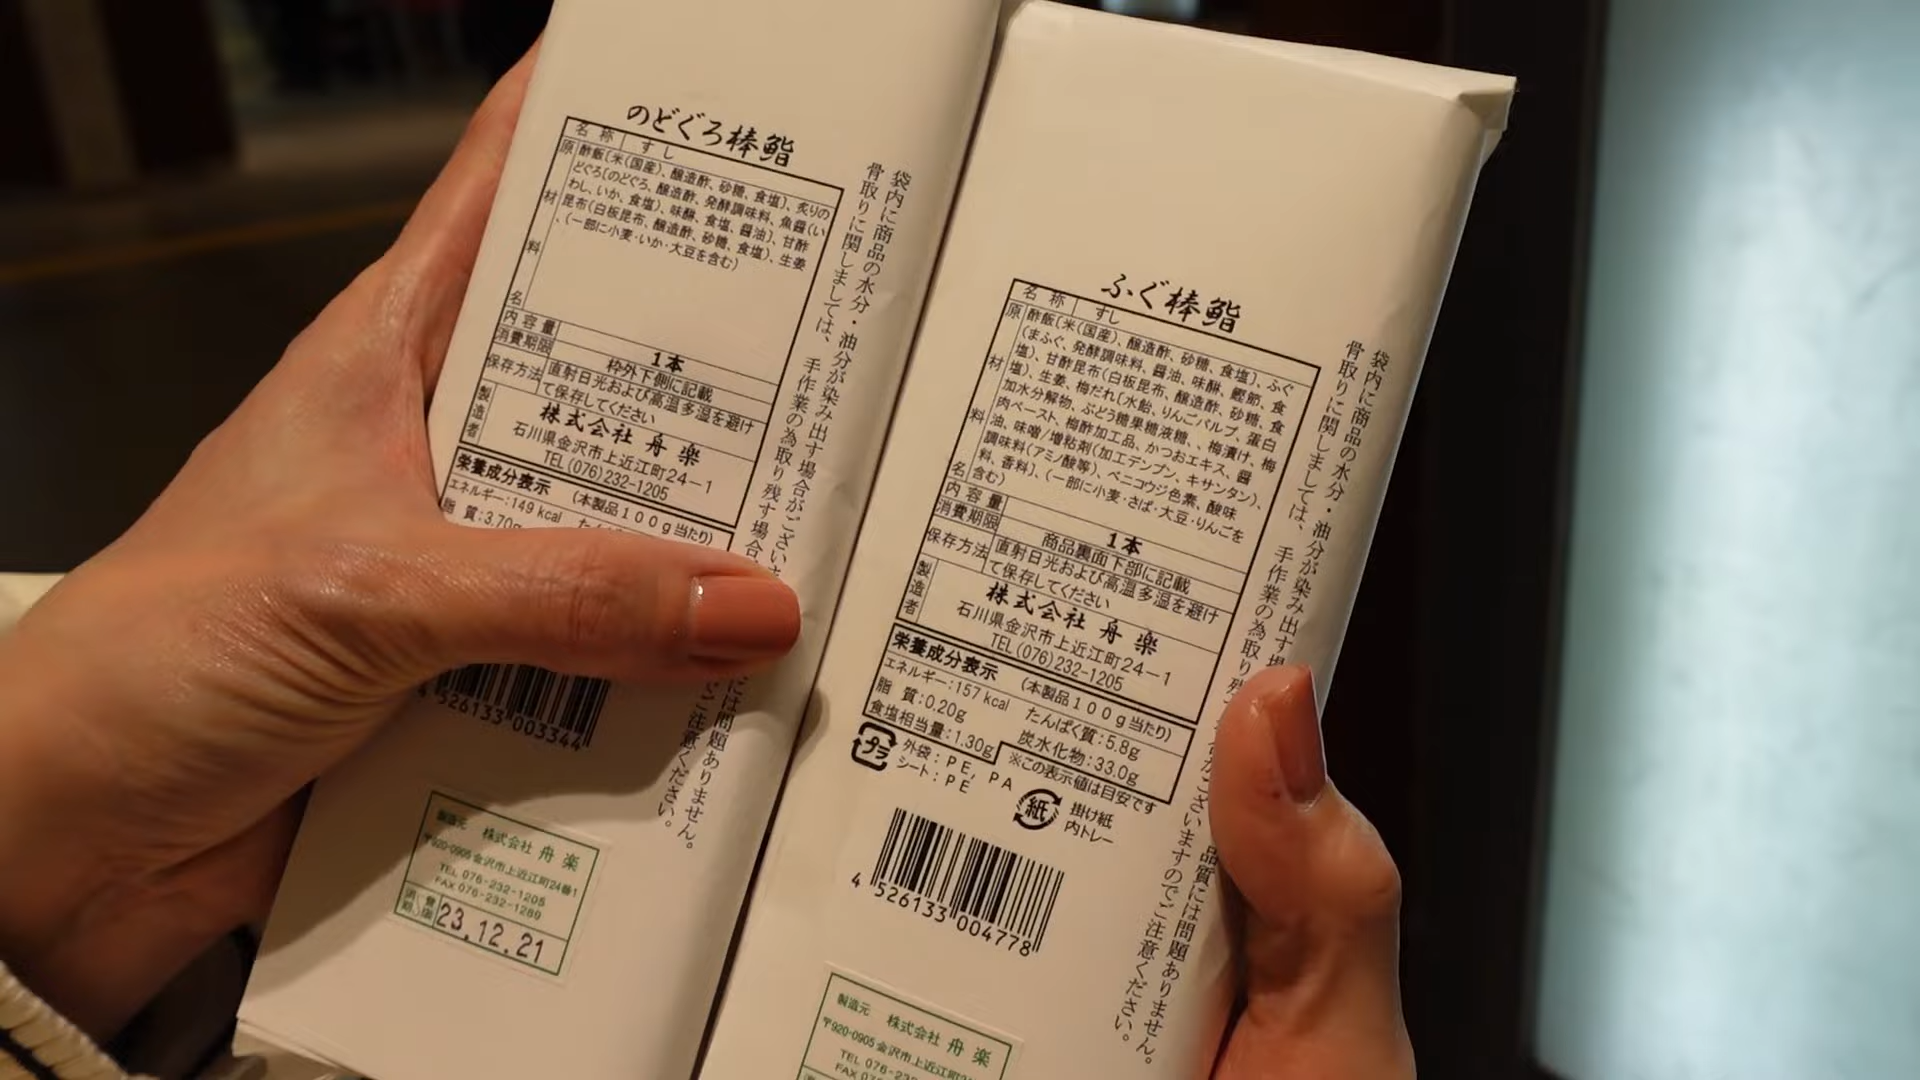 のどぐろ棒鮨
名称 すし
原材料名 酢飯〔米(国産)、醸造酢、砂糖、食塩〕、炙りの
どぐろ〔のどぐろ、醸造酢、発酵調味料、魚醤(い
わし、いか、食塩)、味醂、食塩、醤油〕、甘酢
昆布(白板昆布、醸造酢、砂糖、食塩)、生姜
、(一部に小麦・いか・大豆を含む)
内容量 1本
消費期限 枠外下側に記載
保存方法 直射日光および高温多湿を避け
て保存してください
製造者 株式会社 舟楽
石川県金沢市上近江町24-1
TEL(076)232-1205
栄養成分表示 (本製品100g当たり)
エネルギー:149kcal
脂質:3.70g
4 526133 003344
袋内に商品の水分・油分が染み出す場合がございま
骨取りに関しましては、手作業の為取り残す場合
には問題ありません。
ご注意ください。
製造元 株式会社 舟楽
〒920-0905 金沢市上近江町24番1
TEL 076-232-1205
FAX 076-232-1289
消費期限 23.12.21
ふぐ棒鮨
名称 すし
原材料名 酢飯〔米(国産)、醸造酢、砂糖、食塩〕、ふぐ
(まふぐ、発酵調味料、醤油、味醂、鰹節、食
塩)、甘酢昆布(白板昆布、醸造酢、砂糖、食
塩)、生姜、梅だれ(水飴、りんごパルプ、蛋白
加水分解物、ぶどう糖果糖液糖、、梅漬け、梅
肉ペースト、梅酢加工品、かつおエキス、醤
油、味噌/増粘剤(加工デンプン、キサンタン)、
調味料(アミノ酸等)、ベニコウジ色素、酸味
料、香料)、(一部に小麦・さば・大豆・りんごを
含む)
内容量 1本
消費期限 商品裏面下部に記載
保存方法 直射日光および高温多湿を避け
て保存してください
製造者 株式会社 舟楽
石川県金沢市上近江町24-1
TEL(076)232-1205
栄養成分表示 (本製品100g当たり)
エネルギー:157kcal たんぱく質:5.8g
脂質:0.20g 炭水化物:33.0g
食塩相当量:1.30g ※この表示値は目安です
プラ 外袋:PE, PA
シート:PE
紙 掛け紙
内トレー
4 526133 004778
袋内に商品の水分・油分が染み出す場
ございますが
品質には問題ありません。
骨取りに関しましては、手作業の為取り残
ございますのでご注意ください。
製造元 株式会社 舟楽
〒920-0905 金沢市上近江町
TEL 076-23